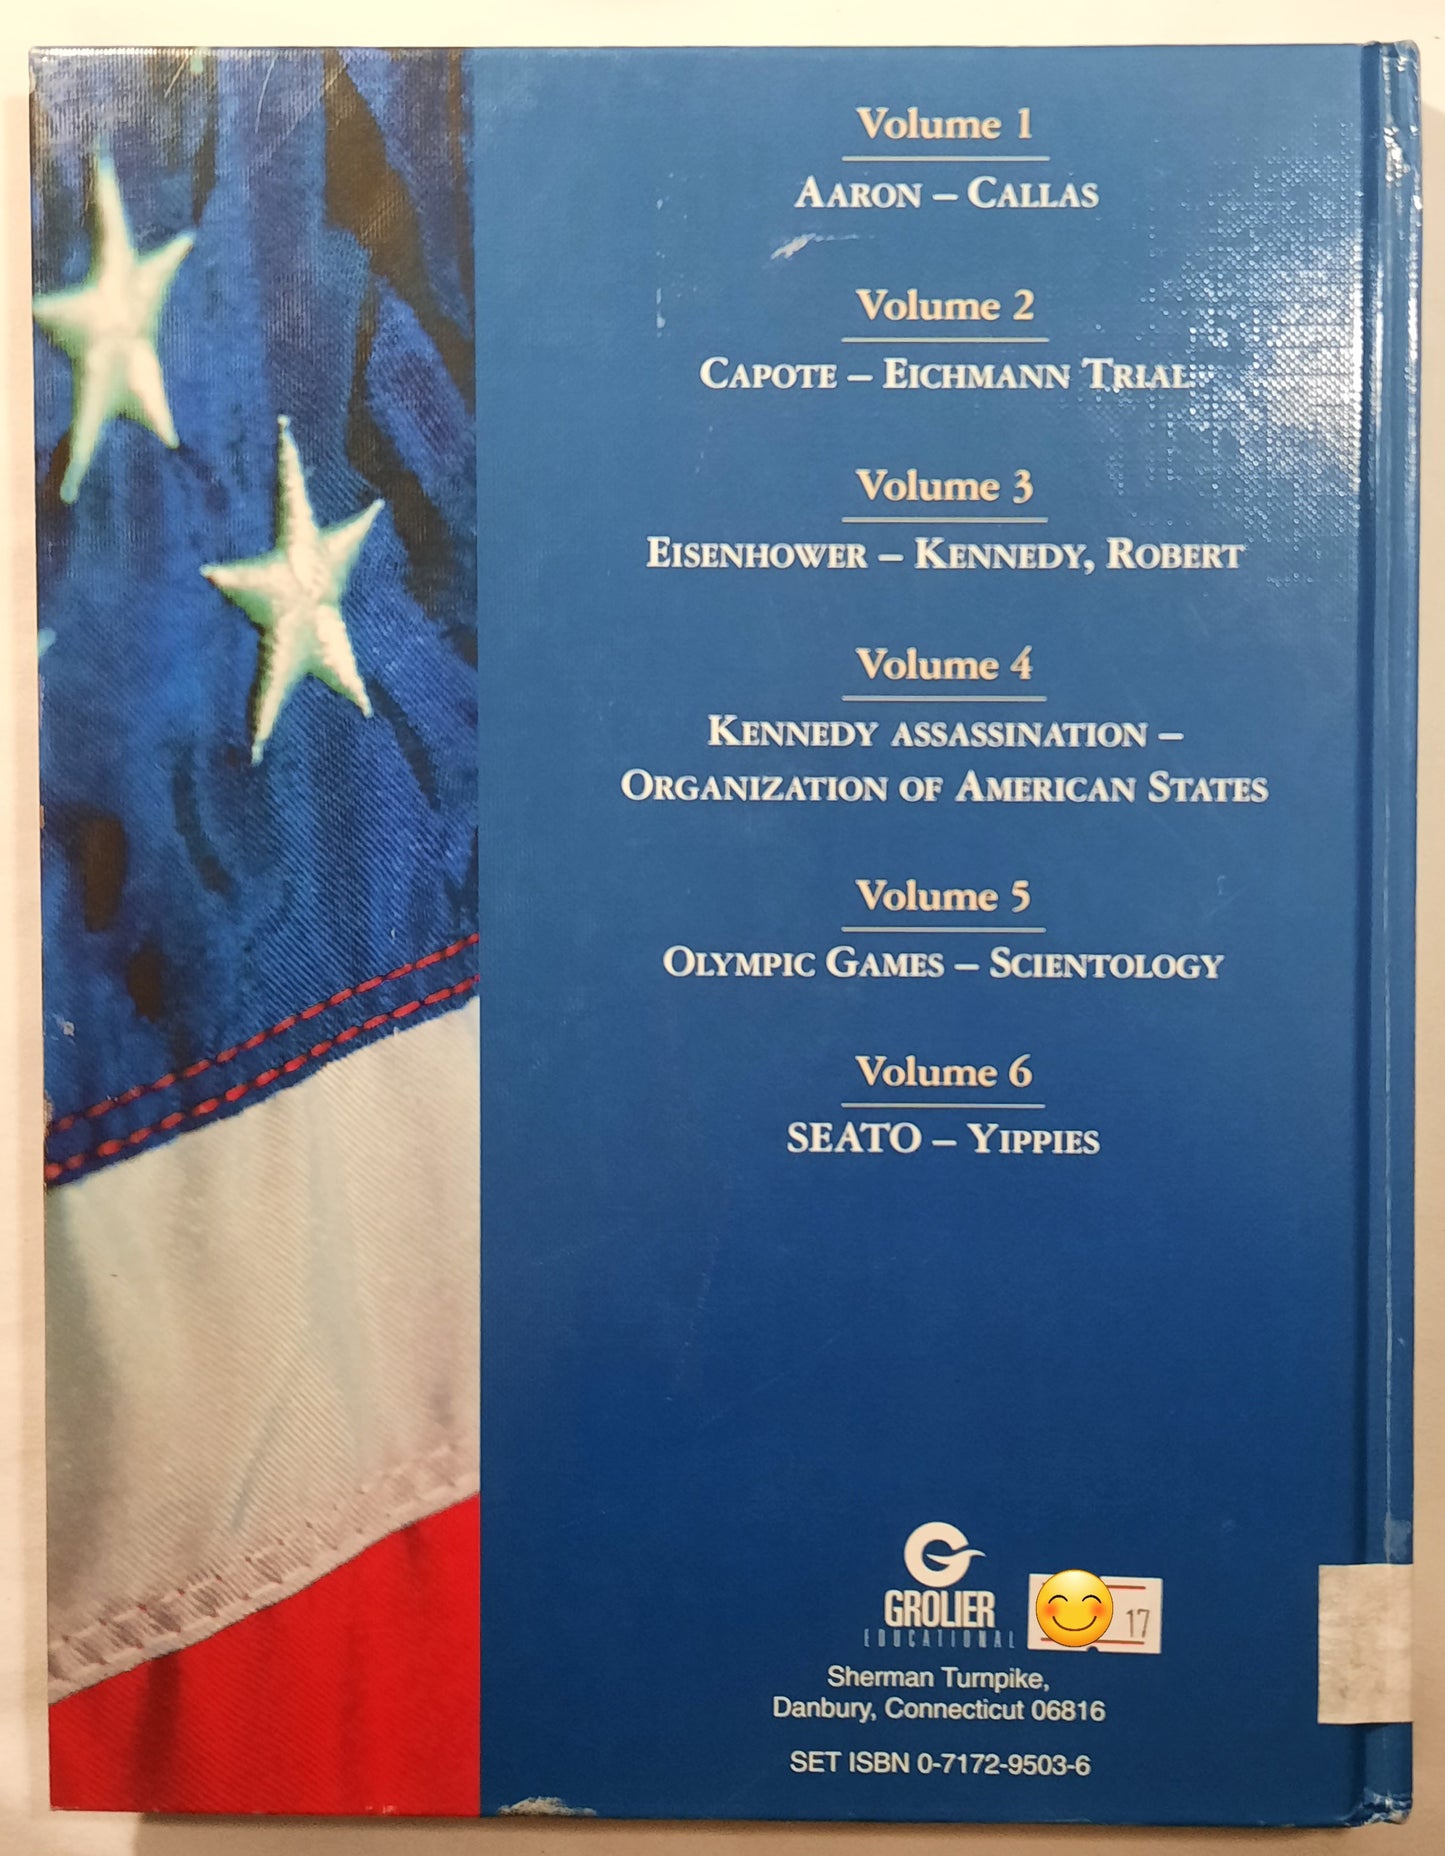 Volume 1
AARON – CALLAS
Volume 2
CAPOTE – EICHMANN TRIAL
Volume 3
EISENHOWER – KENNEDY, ROBERT
Volume 4
KENNEDY ASSASSINATION –
ORGANIZATION OF AMERICAN STATES
Volume 5
OLYMPIC GAMES – SCIENTOLOGY
Volume 6
SEATO – YIPPIES
GROLIER
EDUCATIONAL
17
Sherman Turnpike,
Danbury, Connecticut 06816
SET ISBN 0-7172-9503-6